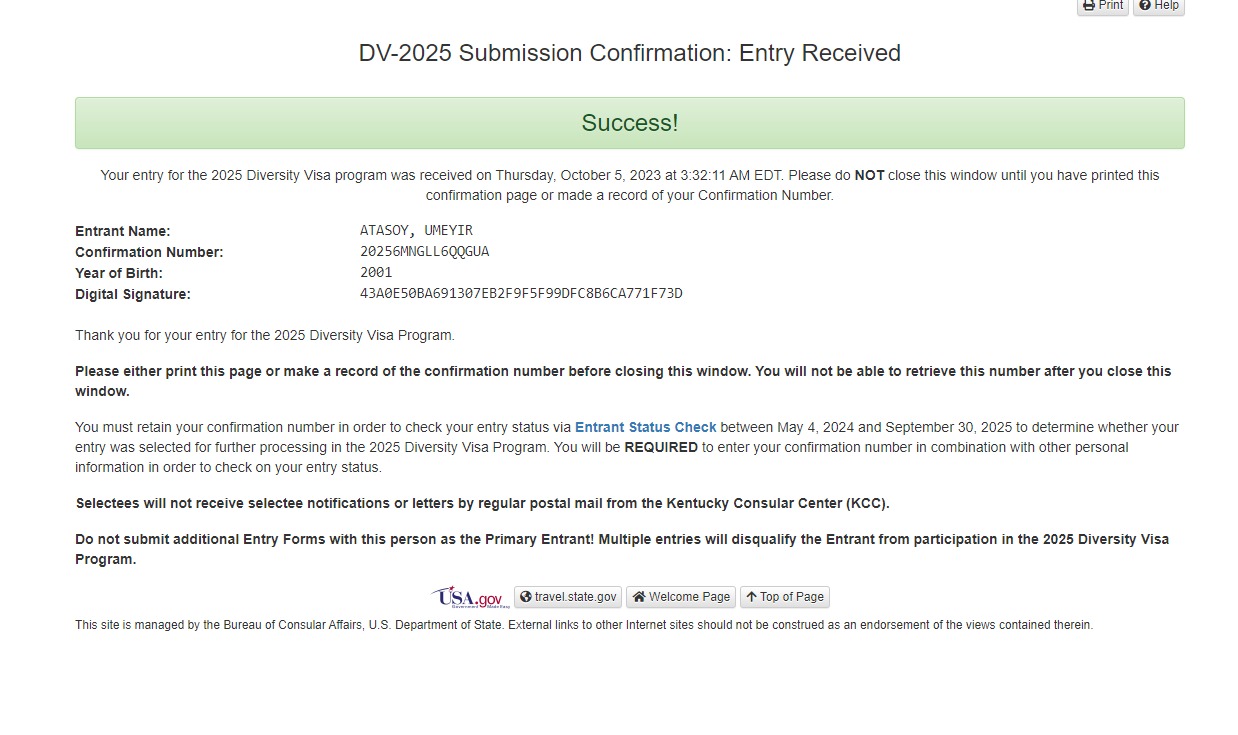 Print Help
DV-2025 Submission Confirmation: Entry Received
Success!
Your entry for the 2025 Diversity Visa program was received on Thursday, October 5, 2023 at 3:32:11 AM EDT. Please do NOT close this window until you have printed this
confirmation page or made a record of your Confirmation Number.
Entrant Name: ATASOY, UMEYIR
Confirmation Number: 20256MNGLL6QQGUA
Year of Birth: 2001
Digital Signature: 43A0E50BA691307EB2F9F5F99DFC8B6CA771F73D
Thank you for your entry for the 2025 Diversity Visa Program.
Please either print this page or make a record of the confirmation number before closing this window. You will not be able to retrieve this number after you close this
window.
You must retain your confirmation number in order to check your entry status via Entrant Status Check between May 4, 2024 and September 30, 2025 to determine whether your
entry was selected for further processing in the 2025 Diversity Visa Program. You will be REQUIRED to enter your confirmation number in combination with other personal
information in order to check on your entry status.
Selectees will not receive selectee notifications or letters by regular postal mail from the Kentucky Consular Center (KCC).
Do not submit additional Entry Forms with this person as the Primary Entrant! Multiple entries will disqualify the Entrant from participation in the 2025 Diversity Visa
Program.
USA.gov travel.state.gov Welcome Page Top of Page
Government Made Easy
This site is managed by the Bureau of Consular Affairs, U.S. Department of State. External links to other Internet sites should not be construed as an endorsement of the views contained therein.